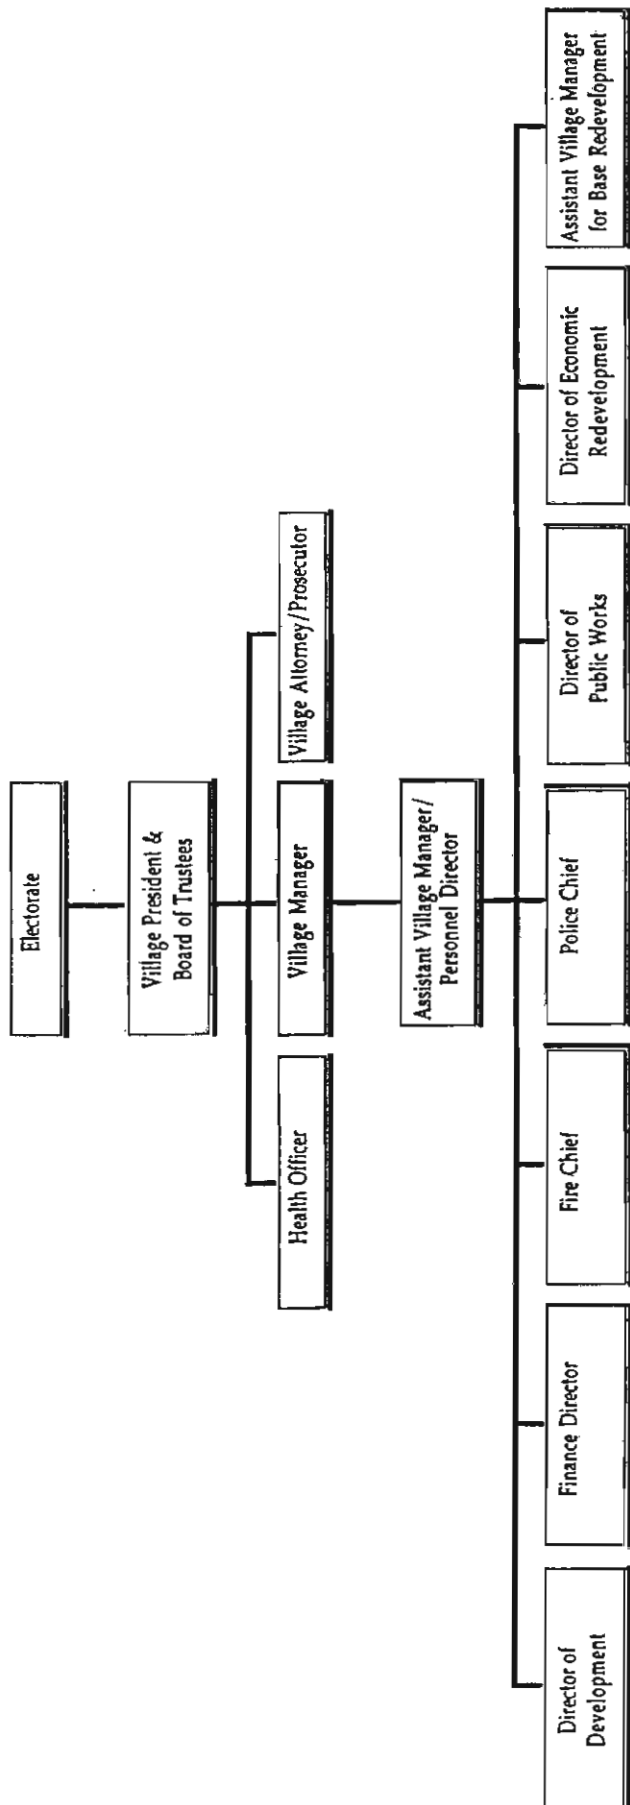 Electorate
Village President &
Board of Trustees
Health Officer
Village Manager
Village Attorney/Prosecutor
Assistant Village Manager/
Personnel Director
Director of
Development
Finance Director
Fire Chief
Police Chief
Director of
Public Works
Director of Economic
Redevelopment
Assistant Village Manager
for Base Redevelopment